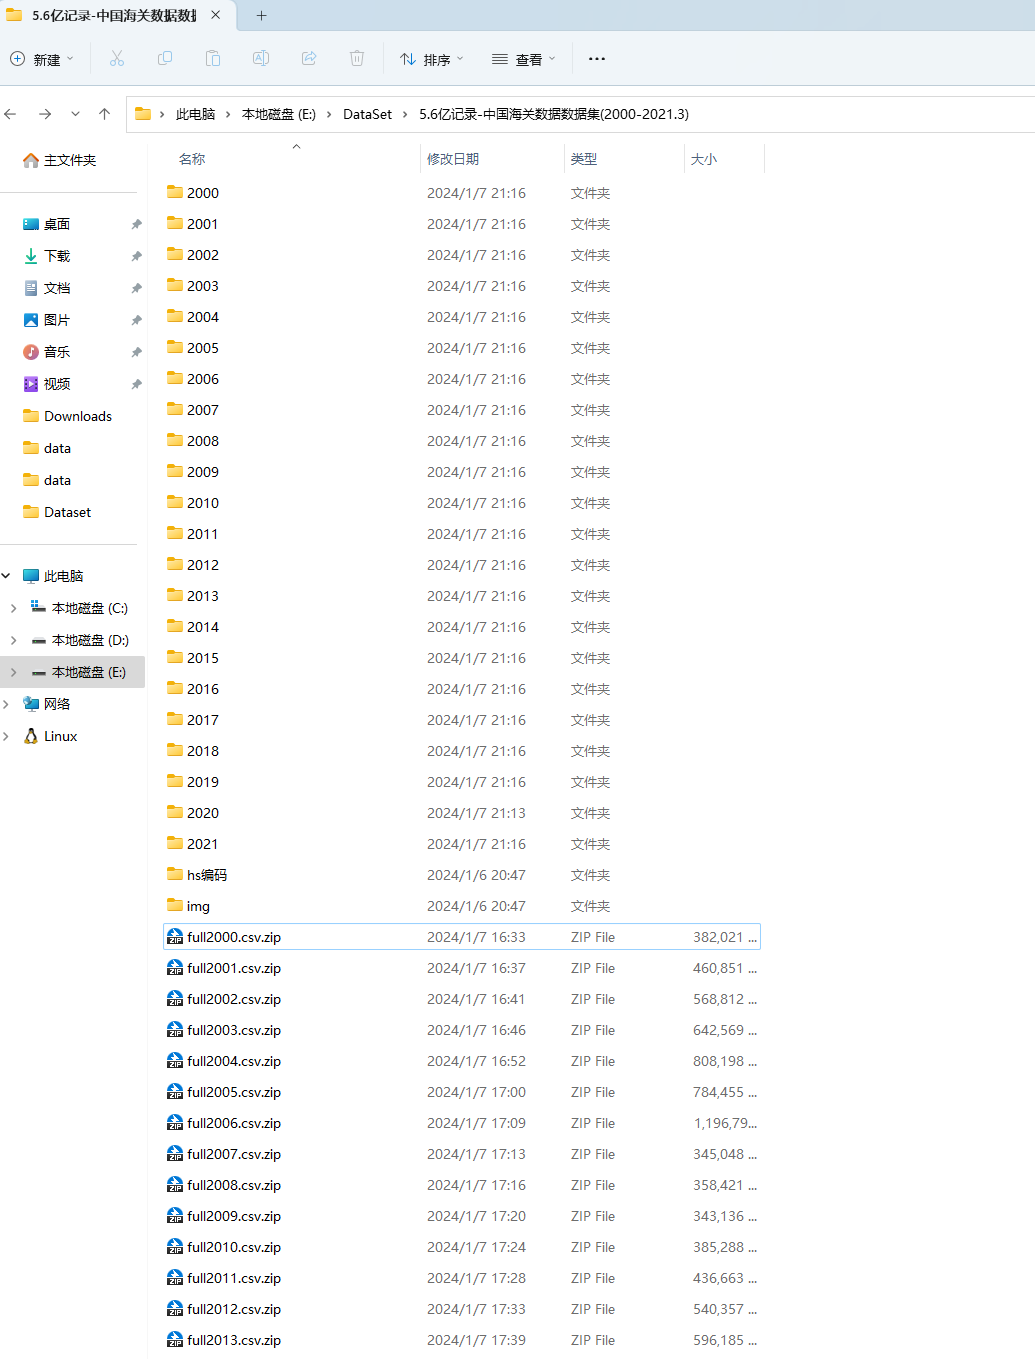 5.6亿记录-中国海关数据数据
新建 排序 查看
此电脑 本地磁盘 (E:) DataSet 5.6亿记录-中国海关数据数据集(2000-2021.3)
名称 修改日期 类型 大小
主文件夹
桌面
下载
文档
图片
音乐
视频
Downloads
data
data
Dataset
此电脑
本地磁盘 (C:)
本地磁盘 (D:)
本地磁盘 (E:)
网络
Linux
2000 2024/1/7 21:16 文件夹
2001 2024/1/7 21:16 文件夹
2002 2024/1/7 21:16 文件夹
2003 2024/1/7 21:16 文件夹
2004 2024/1/7 21:16 文件夹
2005 2024/1/7 21:16 文件夹
2006 2024/1/7 21:16 文件夹
2007 2024/1/7 21:16 文件夹
2008 2024/1/7 21:16 文件夹
2009 2024/1/7 21:16 文件夹
2010 2024/1/7 21:16 文件夹
2011 2024/1/7 21:16 文件夹
2012 2024/1/7 21:16 文件夹
2013 2024/1/7 21:16 文件夹
2014 2024/1/7 21:16 文件夹
2015 2024/1/7 21:16 文件夹
2016 2024/1/7 21:16 文件夹
2017 2024/1/7 21:16 文件夹
2018 2024/1/7 21:16 文件夹
2019 2024/1/7 21:16 文件夹
2020 2024/1/7 21:13 文件夹
2021 2024/1/7 21:16 文件夹
hs编码 2024/1/6 20:47 文件夹
img 2024/1/6 20:47 文件夹
full2000.csv.zip 2024/1/7 16:33 ZIP File 382,021 ...
full2001.csv.zip 2024/1/7 16:37 ZIP File 460,851 ...
full2002.csv.zip 2024/1/7 16:41 ZIP File 568,812 ...
full2003.csv.zip 2024/1/7 16:46 ZIP File 642,569 ...
full2004.csv.zip 2024/1/7 16:52 ZIP File 808,198 ...
full2005.csv.zip 2024/1/7 17:00 ZIP File 784,455 ...
full2006.csv.zip 2024/1/7 17:09 ZIP File 1,196,79...
full2007.csv.zip 2024/1/7 17:13 ZIP File 345,048 ...
full2008.csv.zip 2024/1/7 17:16 ZIP File 358,421 ...
full2009.csv.zip 2024/1/7 17:20 ZIP File 343,136 ...
full2010.csv.zip 2024/1/7 17:24 ZIP File 385,288 ...
full2011.csv.zip 2024/1/7 17:28 ZIP File 436,663 ...
full2012.csv.zip 2024/1/7 17:33 ZIP File 540,357 ...
full2013.csv.zip 2024/1/7 17:39 ZIP File 596,185 ...